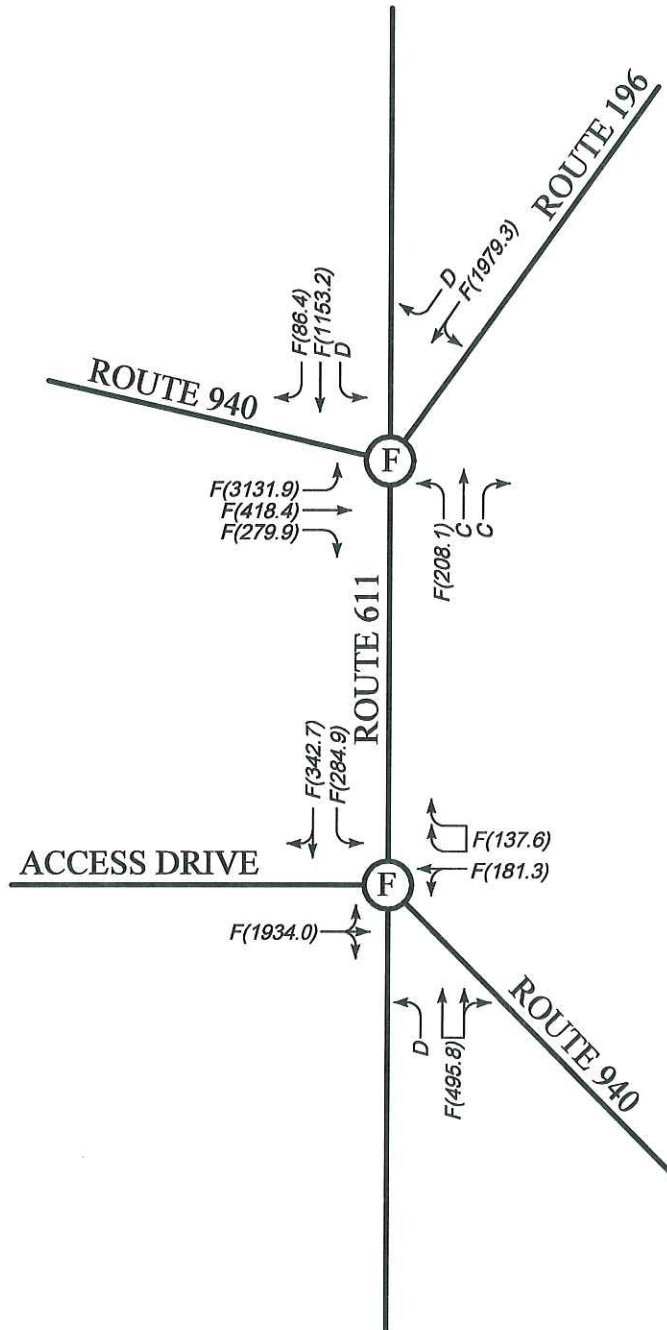 ROUTE 196
D
F(1979.3)
F(86.4)
F(1153.2)
D
ROUTE 940
F
F(3131.9)
F(418.4)
F(279.9)
F(208.1)
C
C
ROUTE 611
F(342.7)
F(284.9)
F(137.6)
ACCESS DRIVE
F
F(181.3)
F(1934.0)
D
F(495.8)
ROUTE 940